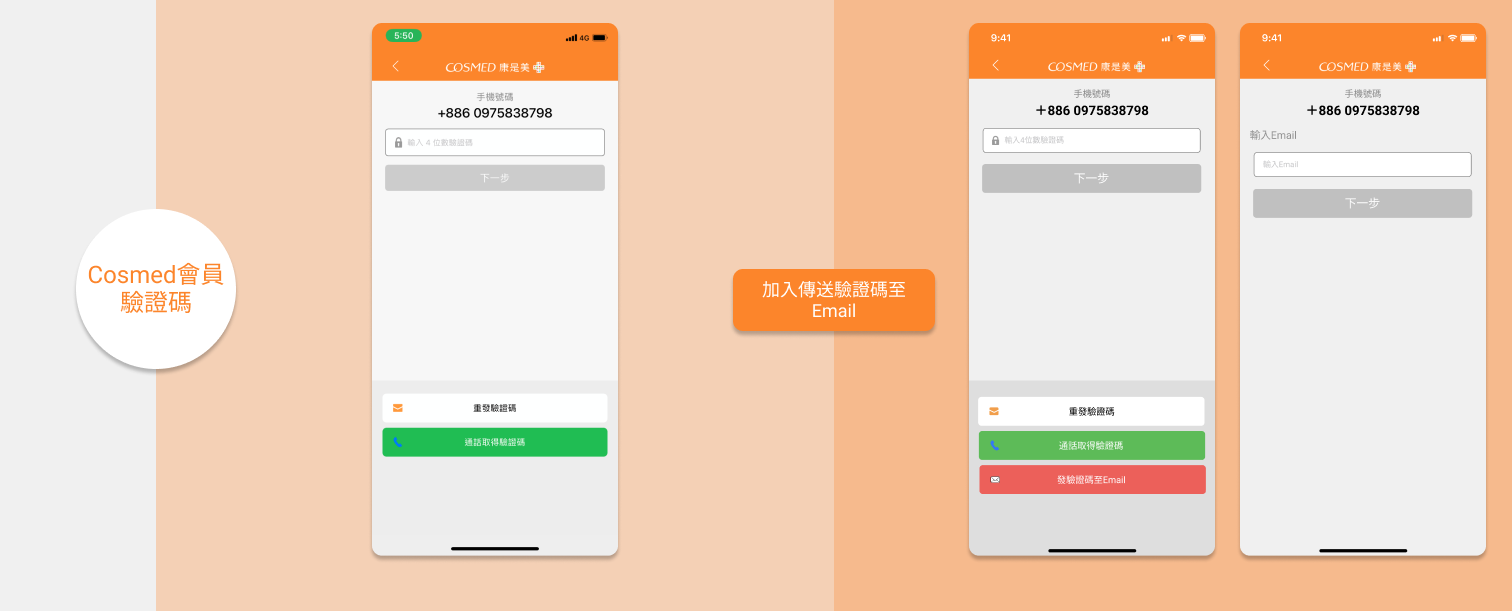 Cosmed會員
驗證碼
5:50
4G
COSMED 康是美
手機號碼
+886 0975838798
輸入 4 位數驗證碼
下一步
重發驗證碼
通話取得驗證碼
加入傳送驗證碼至
Email
9:41
COSMED 康是美
手機號碼
+886 0975838798
輸入4位數驗證碼
下一步
重發驗證碼
通話取得驗證碼
發驗證碼至Email
9:41
COSMED 康是美
手機號碼
+886 0975838798
輸入Email
輸入Email
下一步